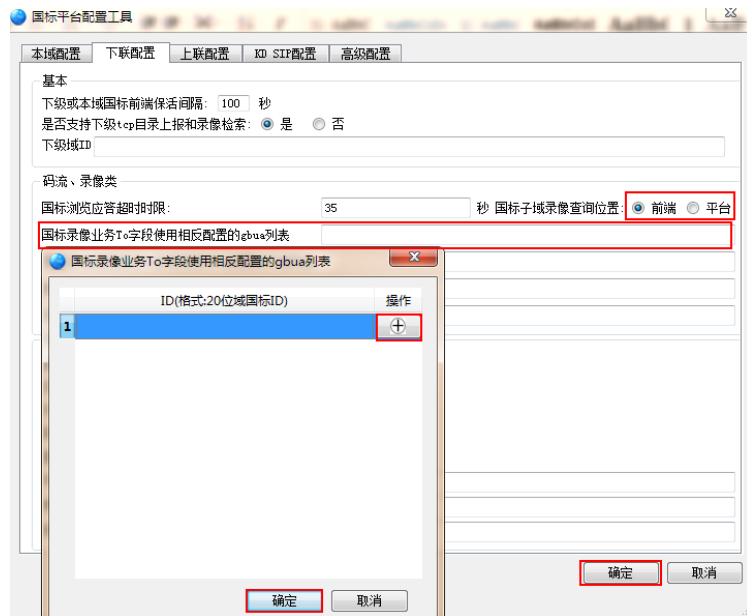 国标平台配置工具
本域配置 下联配置 上联配置 KD SIP配置 高级配置
基本
下级或本域国标前端保活间隔: 100 秒
是否支持下级tcp目录上报和录像检索: 是 否
下级域ID
码流、录像类
国标浏览应答超时时限: 35 秒 国标子域录像查询位置: 前端 平台
国标录像业务To字段使用相反配置的gbua列表
国标录像业务To字段使用相反配置的gbua列表
ID(格式:20位域国标ID) 操作
1
确定 取消
确定 取消